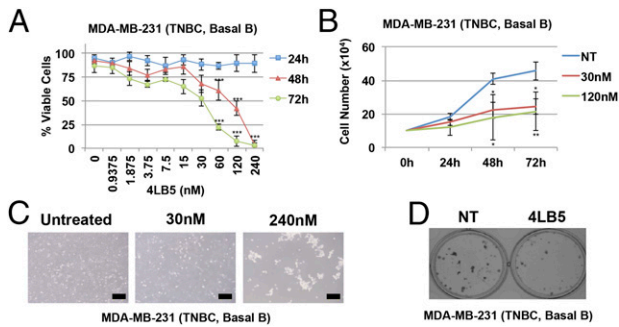 A
MDA-MB-231 (TNBC, Basal B)
% Viable Cells
100
75
50
25
0
*** *** *** *** ***
24h
48h
72h
0
0.9375
1.875
3.75
7.5
15
30
60
120
240
4LB5 (nM)
B
MDA-MB-231 (TNBC, Basal B)
Cell Number (x10⁴)
60
40
20
0
* * * * **
NT
30nM
120nM
0h 24h 48h 72h
C
Untreated 30nM 240nM
MDA-MB-231 (TNBC, Basal B)
D
NT 4LB5
MDA-MB-231 (TNBC, Basal B)